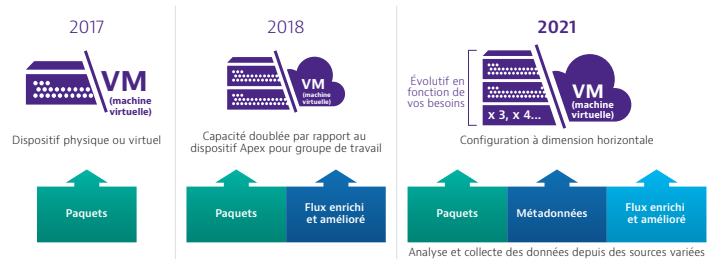 2017
VM
(machine
virtuelle)
Dispositif physique ou virtuel
Paquets
2018
VM
(machine
virtuelle)
Capacité doublée par rapport au
dispositif Apex pour groupe de travail
Paquets
Flux enrichi
et amélioré
2021
Évolutif en
fonction de
vos besoins
x 3, x 4...
VM
(machine
virtuelle)
Configuration à dimension horizontale
Paquets
Métadonnées
Flux enrichi
et amélioré
Analyse et collecte des données depuis des sources variées